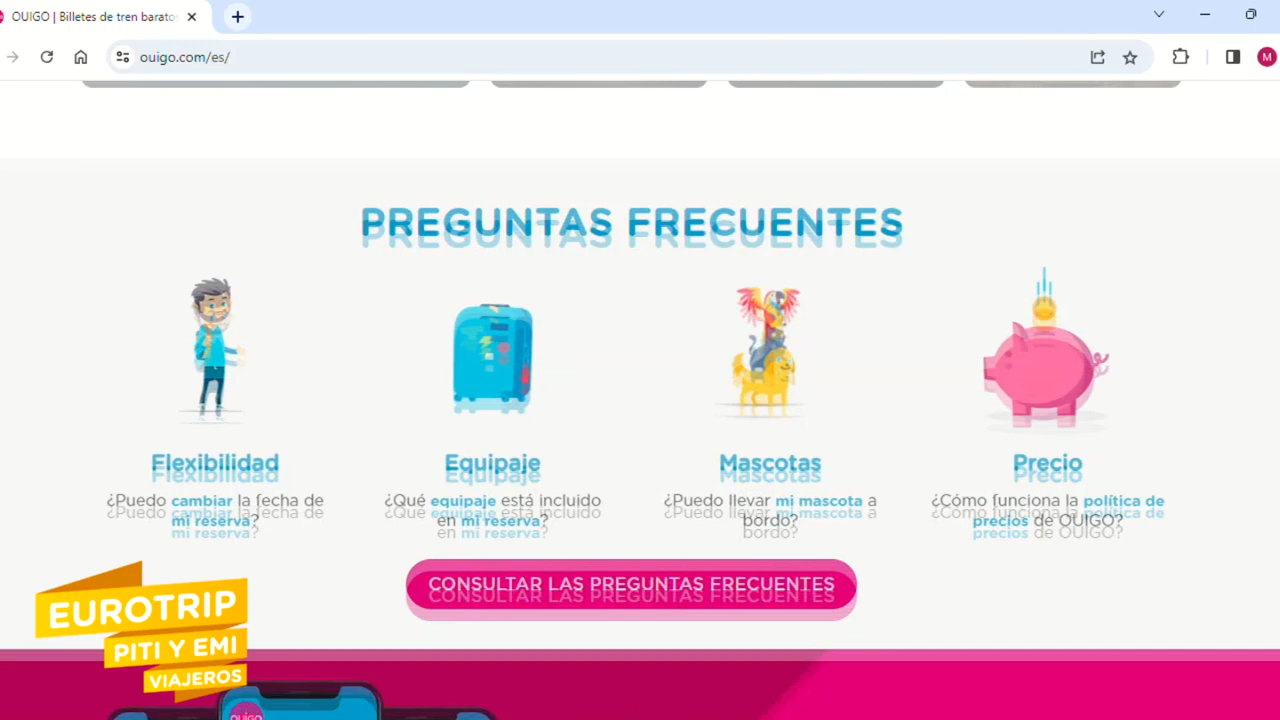 OUIGO | Billetes de tren barato
ouigo.com/es/
M
PREGUNTAS FRECUENTES
Flexibilidad
¿Puedo cambiar la fecha de
mi reserva?
Equipaje
¿Qué equipaje está incluido
en mi reserva?
Mascotas
¿Puedo llevar mi mascota a
bordo?
Precio
¿Cómo funciona la política de
precios de OUIGO?
CONSULTAR LAS PREGUNTAS FRECUENTES
EUROTRIP
PITI Y EMI
VIAJEROS
OUIGO